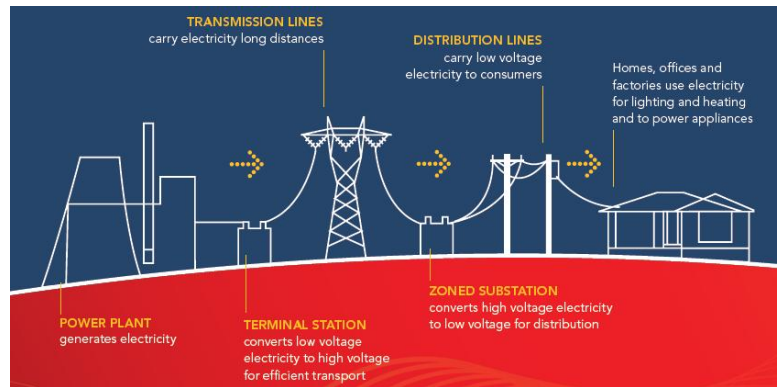 TRANSMISSION LINES
carry electricity long distances
DISTRIBUTION LINES
carry low voltage
electricity to consumers
Homes, offices and
factories use electricity
for lighting and heating
and to power appliances
POWER PLANT
generates electricity
TERMINAL STATION
converts low voltage
electricity to high voltage
for efficient transport
ZONED SUBSTATION
converts high voltage electricity
to low voltage for distribution